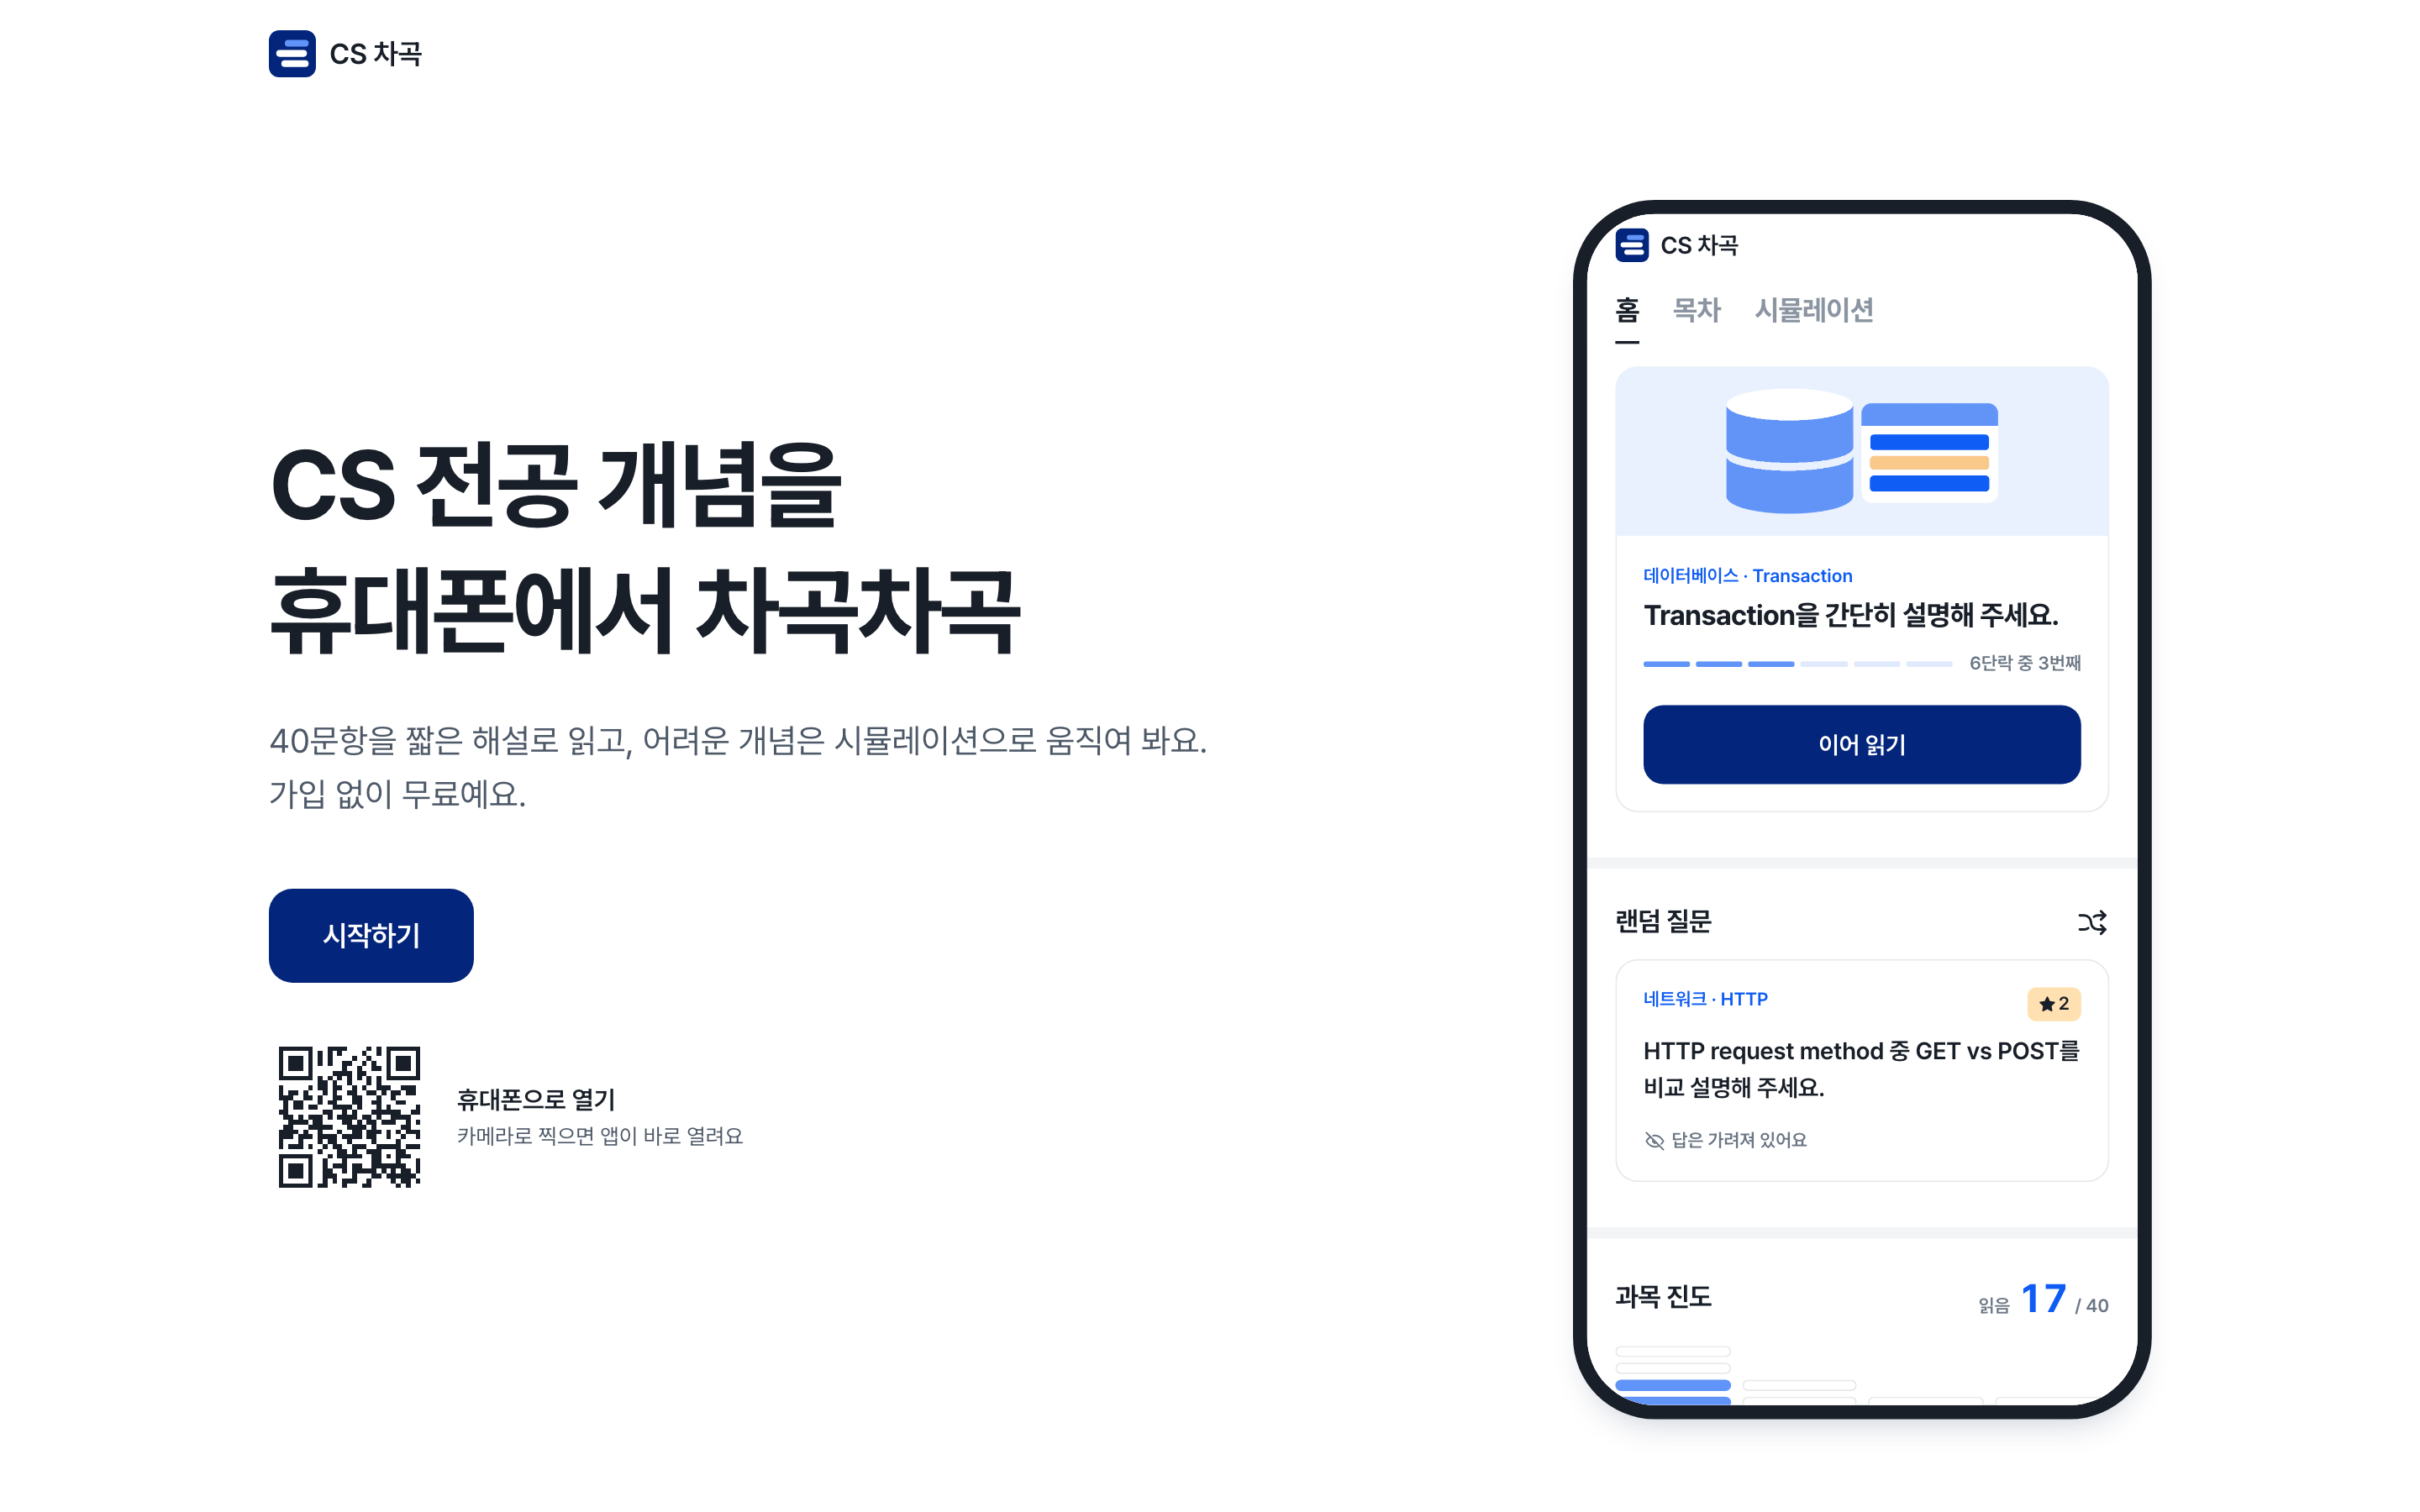 CS 차곡
CS 전공 개념을
휴대폰에서 차곡차곡
40문항을 짧은 해설로 읽고, 어려운 개념은 시뮬레이션으로 움직여 봐요.
가입 없이 무료예요.
시작하기
휴대폰으로 열기
카메라로 찍으면 앱이 바로 열려요
CS 차곡
홈 목차 시뮬레이션
데이터베이스 · Transaction
Transaction을 간단히 설명해 주세요.
6단락 중 3번째
이어 읽기
랜덤 질문
네트워크 · HTTP
2
HTTP request method 중 GET vs POST를
비교 설명해 주세요.
답은 가려져 있어요
과목 진도
읽음 17 / 40